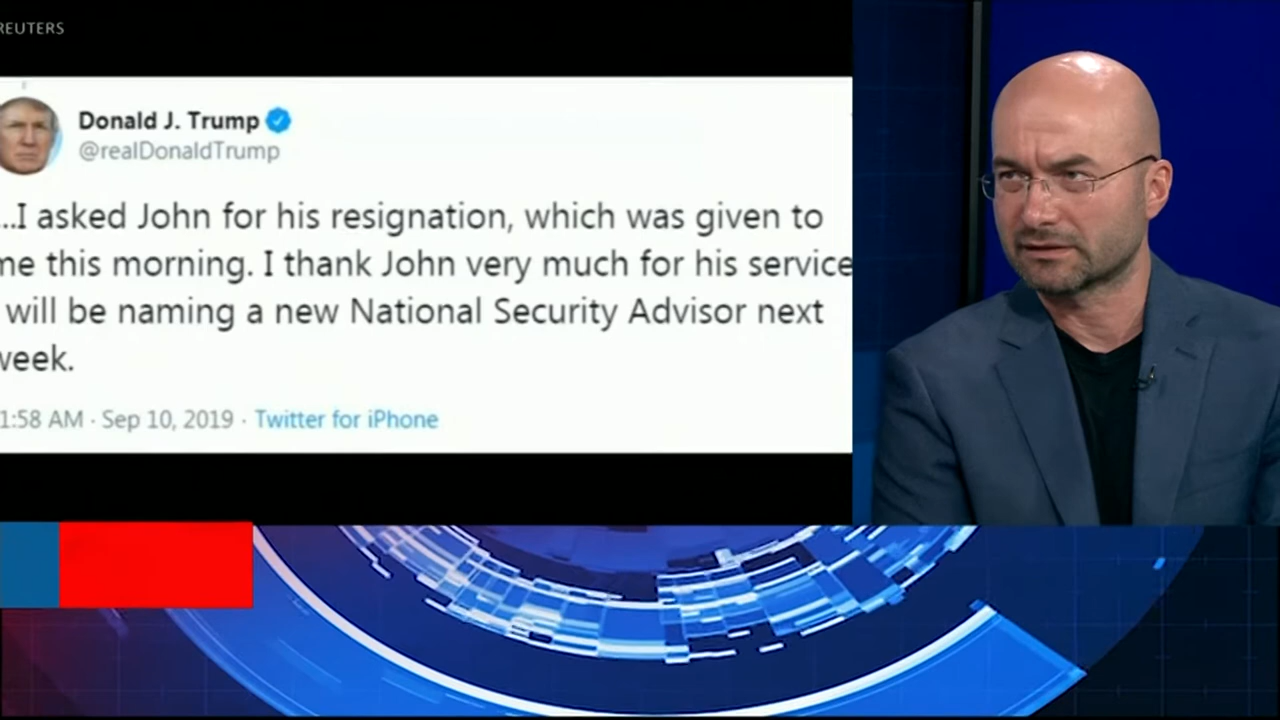 REUTERS
Donald J. Trump
@realDonaldTrump
...I asked John for his resignation, which was given to
me this morning. I thank John very much for his service
will be naming a new National Security Advisor next
week.
1:58 AM · Sep 10, 2019 · Twitter for iPhone